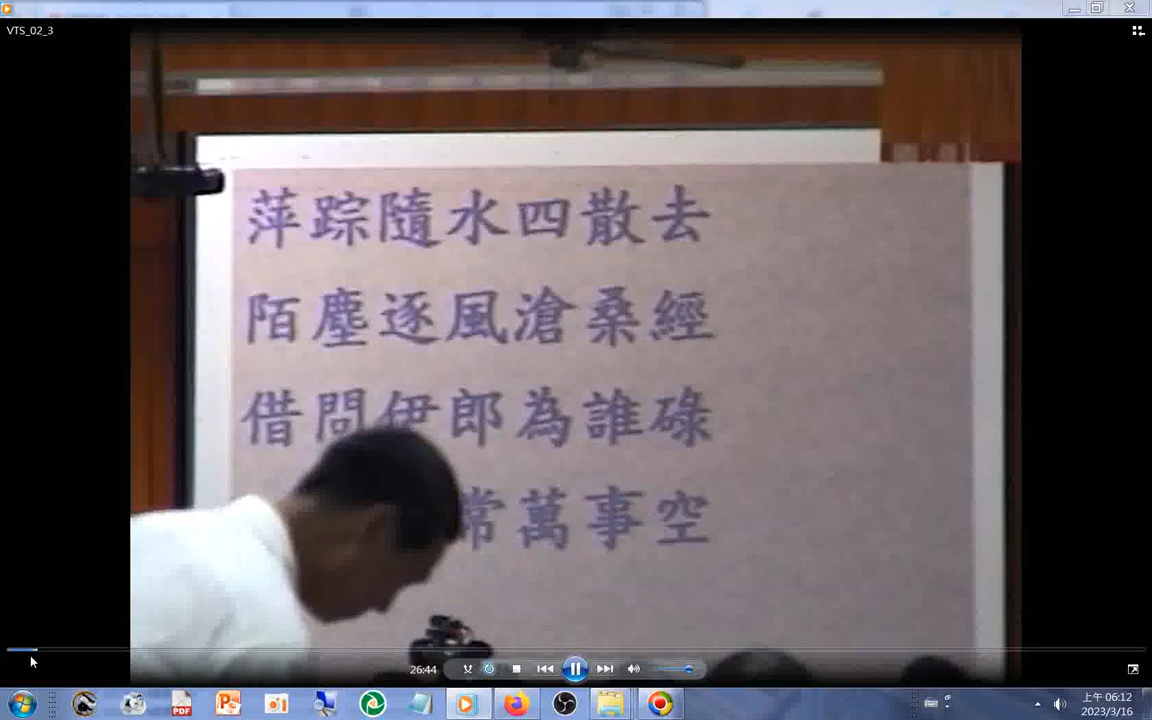 VTS_02_3
萍踪隨水四散去
陌塵逐風滄桑經
借問伊郎為誰碌
常萬事空
26:44
上午 06:12
2023/3/16